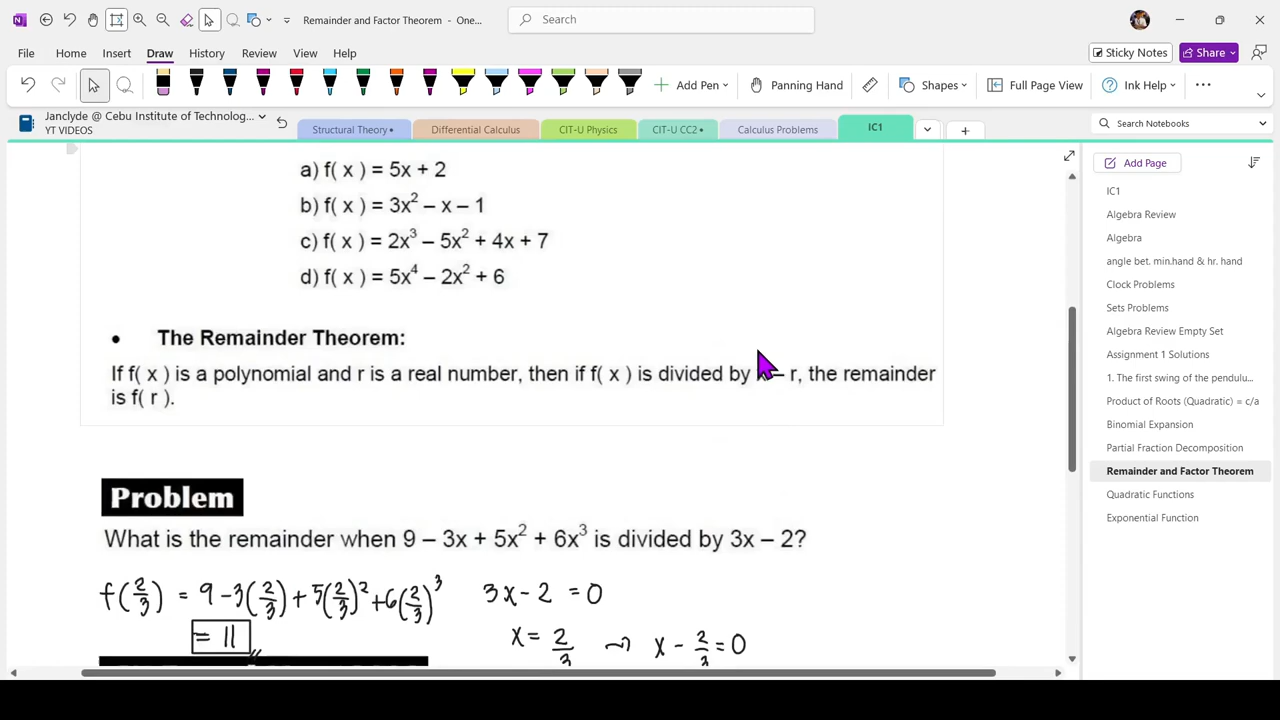 Remainder and Factor Theorem - One...
Search
File Home Insert Draw History Review View Help
Sticky Notes
Share
Add Pen
Panning Hand
Shapes
Full Page View
Ink Help
Janclyde @ Cebu Institute of Technolog...
YT VIDEOS
Structural Theory
Differential Calculus
CIT-U Physics
CIT-U CC2
Calculus Problems
IC1
Search Notebooks
Add Page
IC1
Algebra Review
Algebra
angle bet. min.hand & hr. hand
Clock Problems
Sets Problems
Algebra Review Empty Set
Assignment 1 Solutions
1. The first swing of the pendulu...
Product of Roots (Quadratic) = c/a
Binomial Expansion
Partial Fraction Decomposition
Remainder and Factor Theorem
Quadratic Functions
Exponential Function
a) f( x ) = 5x + 2
b) f( x ) = 3x² – x – 1
c) f( x ) = 2x³ – 5x² + 4x + 7
d) f( x ) = 5x⁴ – 2x² + 6
• The Remainder Theorem:
If f( x ) is a polynomial and r is a real number, then if f( x ) is divided by – r, the remainder
is f( r ).
Problem
What is the remainder when 9 – 3x + 5x² + 6x³ is divided by 3x – 2?
f(2/3) = 9 - 3(2/3) + 5(2/3)² + 6(2/3)³ 3x - 2 = 0
= 11 x = 2/3 ⇝ x - 2/3 = 0